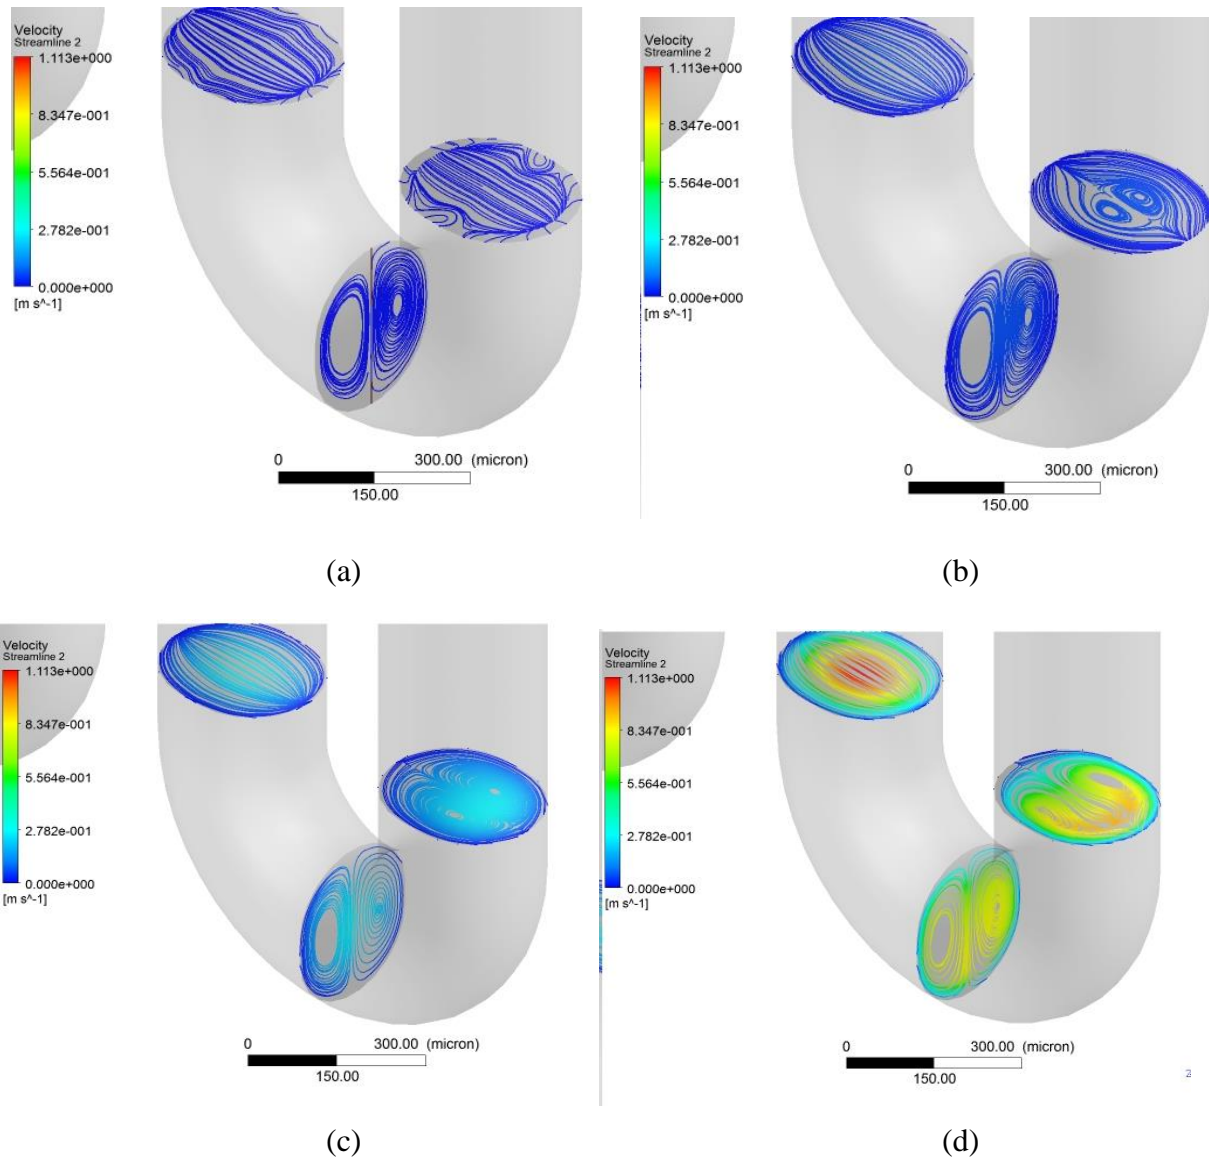 Velocity
Streamline 2
1.113e+000
8.347e-001
5.564e-001
2.782e-001
0.000e+000
[m s^-1]
0 300.00 (micron)
150.00
(a)
Velocity
Streamline 2
1.113e+000
8.347e-001
5.564e-001
2.782e-001
0.000e+000
[m s^-1]
0 300.00 (micron)
150.00
(b)
Velocity
Streamline 2
1.113e+000
8.347e-001
5.564e-001
2.782e-001
0.000e+000
[m s^-1]
0 300.00 (micron)
150.00
(c)
Velocity
Streamline 2
1.113e+000
8.347e-001
5.564e-001
2.782e-001
0.000e+000
[m s^-1]
0 300.00 (micron)
150.00
(d)